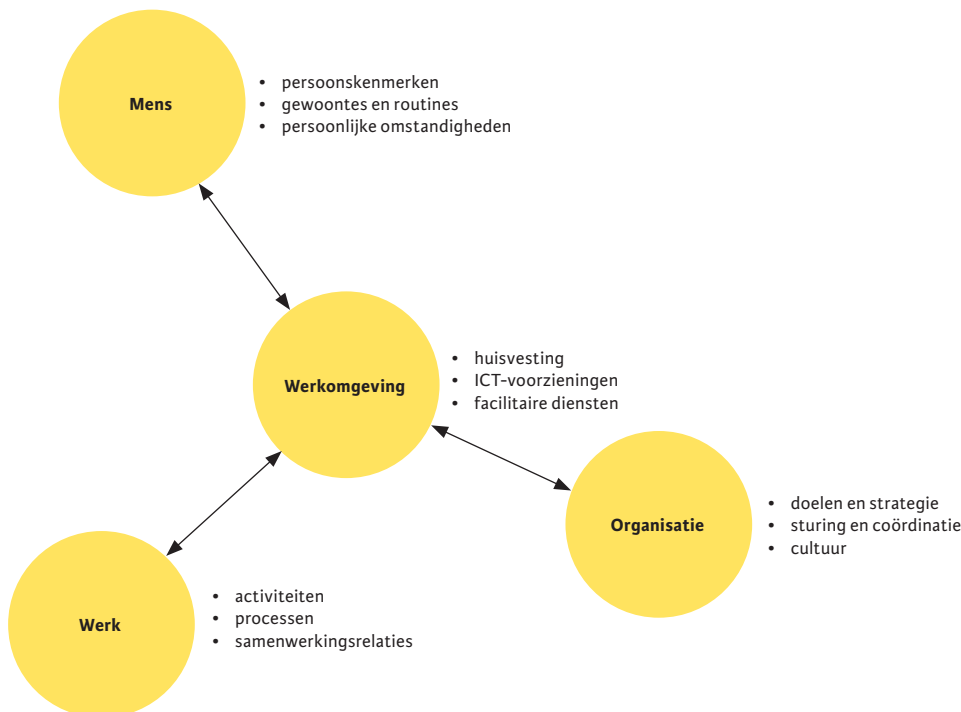 Mens
• persoonskenmerken
• gewoontes en routines
• persoonlijke omstandigheden
Werkomgeving
• huisvesting
• ICT-voorzieningen
• facilitaire diensten
Organisatie
• doelen en strategie
• sturing en coördinatie
• cultuur
Werk
• activiteiten
• processen
• samenwerkingsrelaties